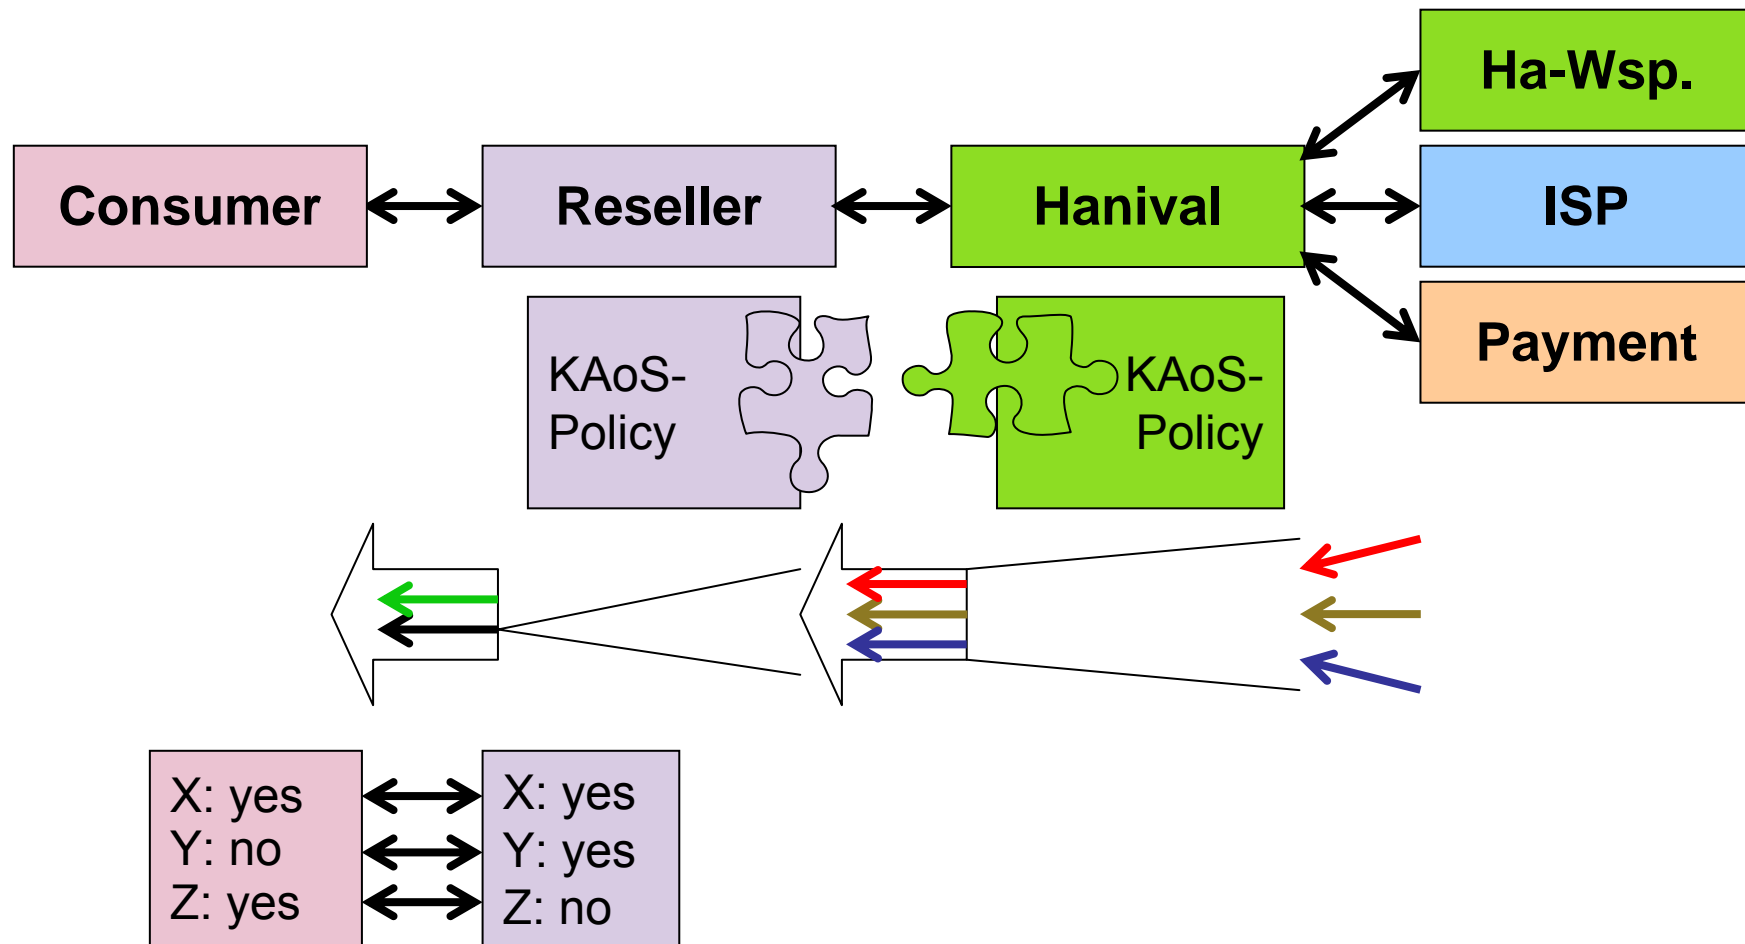 Ha-Wsp.
Consumer
Reseller
Hanival
ISP
Payment
KAoS-
Policy
KAoS-
Policy
X: yes
Y: no
Z: yes
X: yes
Y: yes
Z: no